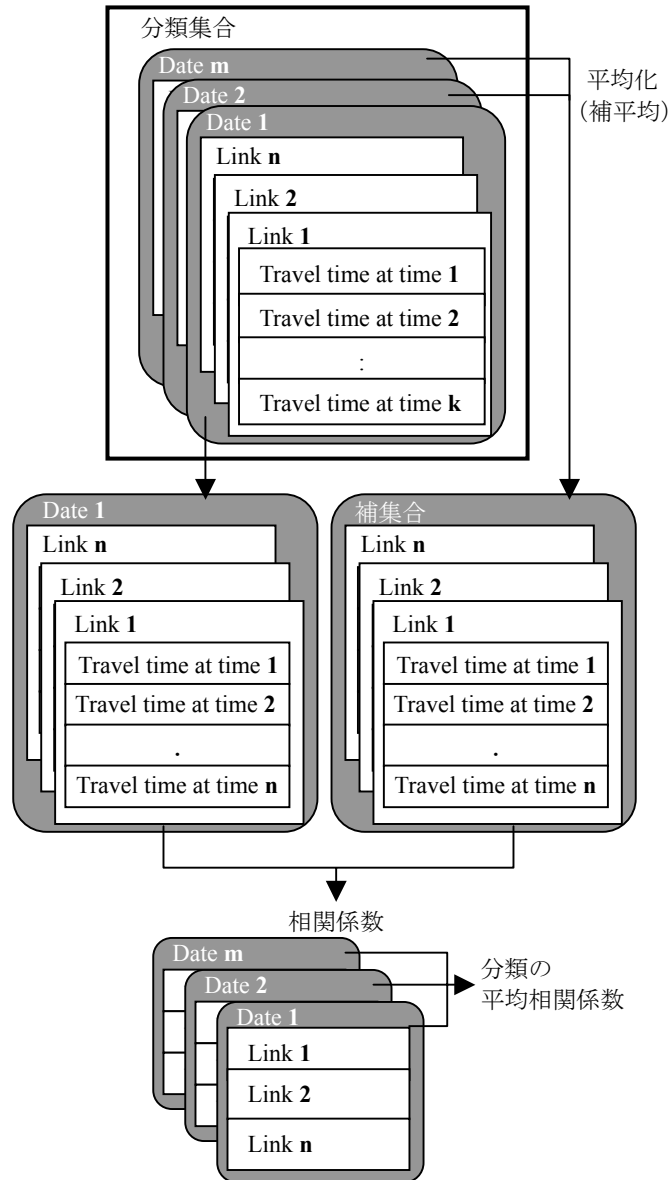 分類集合
Date m
Date 2
Date 1
Link n
Link 2
Link 1
Travel time at time 1
Travel time at time 2
:
Travel time at time k
平均化
(補平均)
Date 1
Link n
Link 2
Link 1
Travel time at time 1
Travel time at time 2
.
Travel time at time n
補集合
Link n
Link 2
Link 1
Travel time at time 1
Travel time at time 2
.
Travel time at time n
相関係数
Date m
Date 2
Date 1
Link 1
Link 2
Link n
分類の
平均相関係数